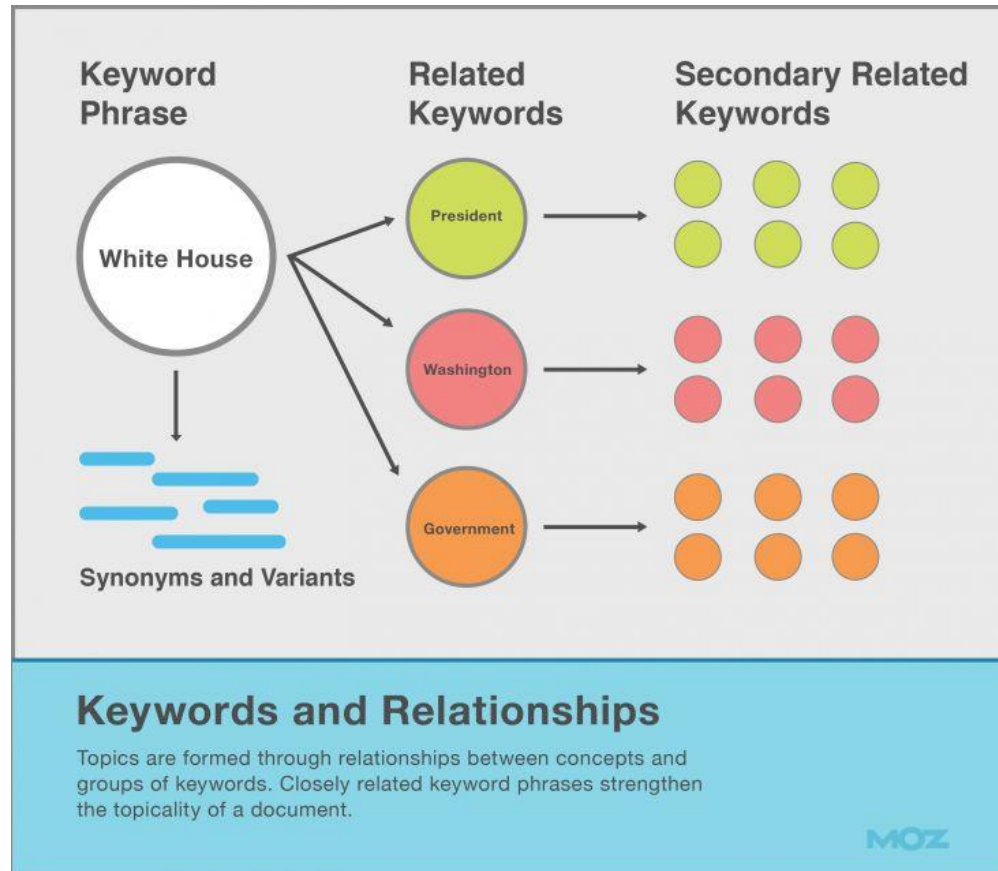 Keyword
Phrase
Related
Keywords
Secondary Related
Keywords
White House
President
Washington
Government
Synonyms and Variants
Keywords and Relationships
Topics are formed through relationships between concepts and
groups of keywords. Closely related keyword phrases strengthen
the topicality of a document.
MOZ